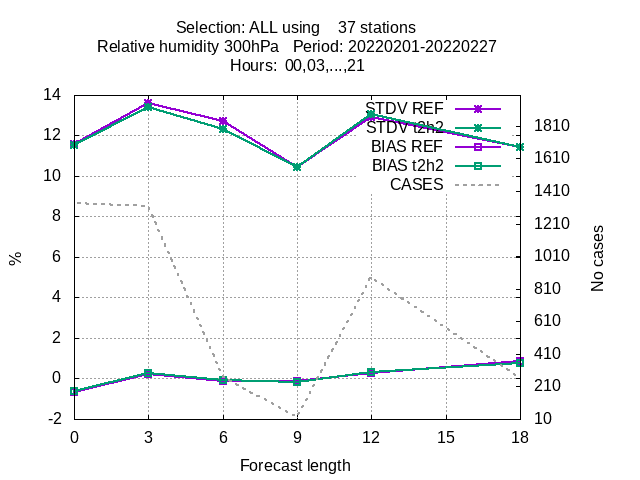 Selection: ALL using    37 stations
Relative humidity 300hPa   Period: 20220201-20220227
Hours:  00,03,...,21
STDV REF
STDV t2h2
BIAS REF
BIAS t2h2
CASES
14
12
10
8
6
4
2
0
-2
%
1810
1610
1410
1210
1010
810
610
410
210
10
No cases
0 3 6 9 12 15 18
Forecast length